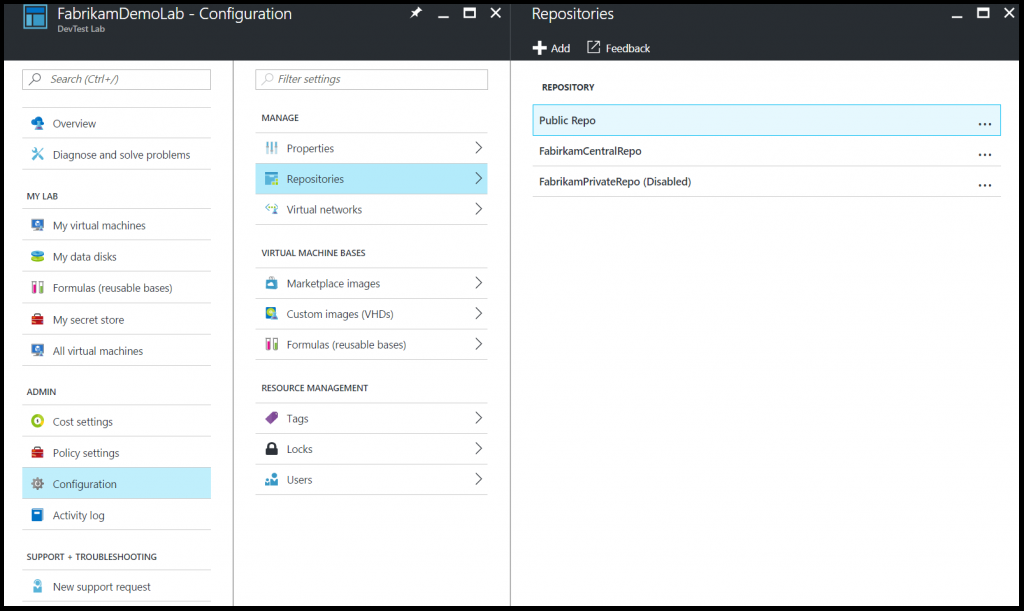 FabrikamDemoLab - Configuration
DevTest Lab
Search (Ctrl+/)
Overview
Diagnose and solve problems
MY LAB
My virtual machines
My data disks
Formulas (reusable bases)
My secret store
All virtual machines
ADMIN
Cost settings
Policy settings
Configuration
Activity log
SUPPORT + TROUBLESHOOTING
New support request
Filter settings
MANAGE
Properties
Repositories
Virtual networks
VIRTUAL MACHINE BASES
Marketplace images
Custom images (VHDs)
Formulas (reusable bases)
RESOURCE MANAGEMENT
Tags
Locks
Users
Repositories
Add
Feedback
REPOSITORY
Public Repo
...
FabirkamCentralRepo
...
FabrikamPrivateRepo (Disabled)
...